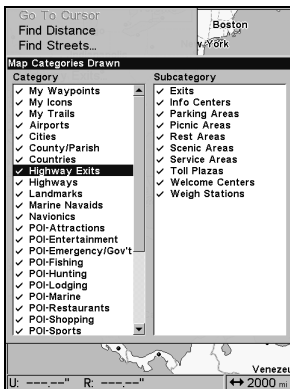 Go To Cursor
Find Distance
Find Streets...
Boston
York
Map Categories Drawn
Category
My Waypoints
My Icons
My Trails
Airports
Cities
County/Parish
Countries
Highway Exits
Highways
Landmarks
Marine Navaids
Navionics
POI-Attractions
POI-Entertainment
POI-Emergency/Gov't
POI-Fishing
POI-Hunting
POI-Lodging
POI-Marine
POI-Restaurants
POI-Shopping
POI-Sports
Subcategory
Exits
Info Centers
Parking Areas
Picnic Areas
Rest Areas
Scenic Areas
Service Areas
Toll Plazas
Welcome Centers
Weigh Stations
Venezue
U: ---.--" R: ---.--" ↔ 2000 mi